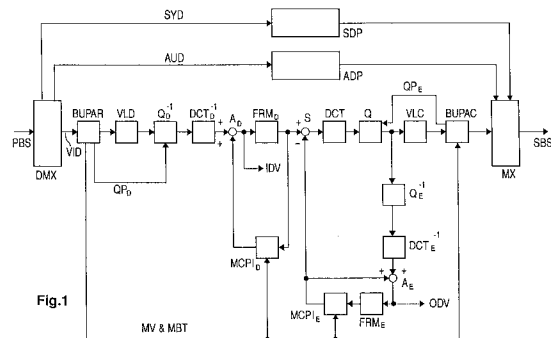 SYD
SDP
AUD
ADP
QP_E
BUPAR
VLD
Q_D^-1
DCT_D^-1
A_D
FRM_D
S
DCT
Q
VLC
BUPAC
PBS
VID
DMX
+
+
+
−
IDV
MX
SBS
QP_D
Q_E^-1
MCPI_D
DCT_E^-1
+
+
A_E
Fig.1
MCPI_E
FRM_E
ODV
MV & MBT